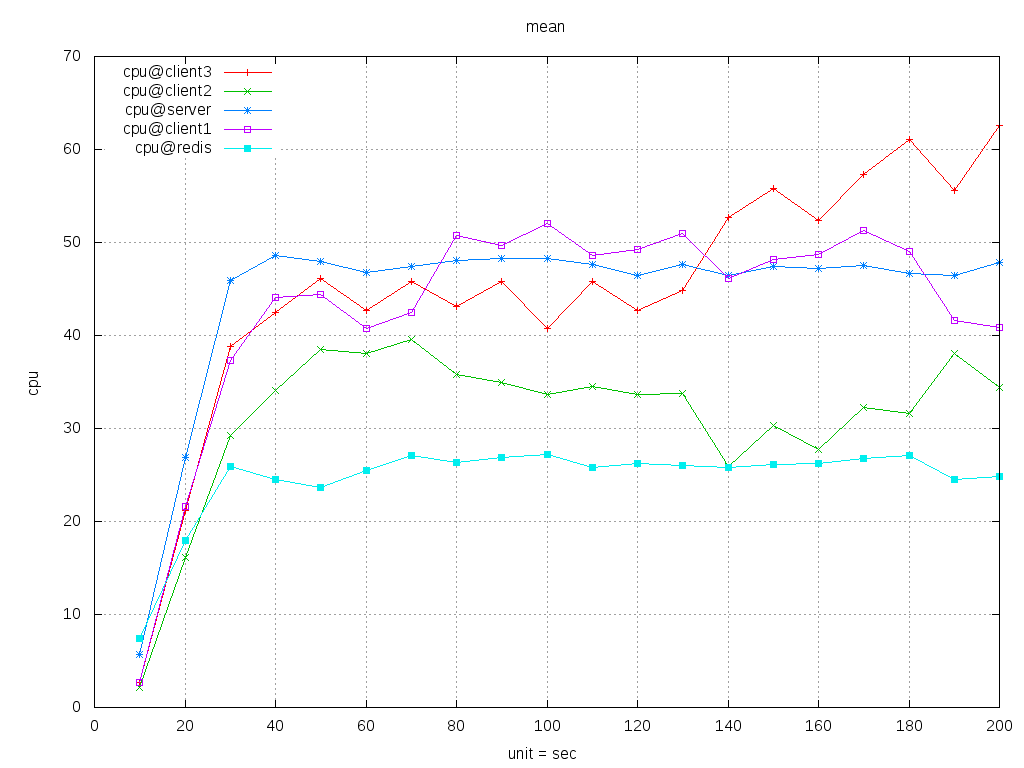 mean
70
60
50
40
30
20
10
0
cpu@client3
cpu@client2
cpu@server
cpu@client1
cpu@redis
cpu
0 20 40 60 80 100 120 140 160 180 200
unit = sec